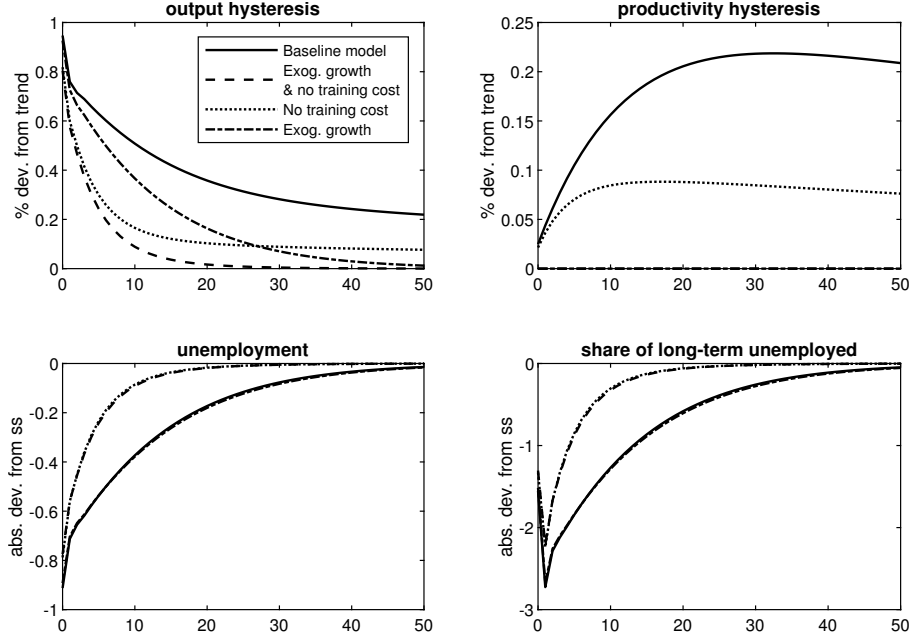 output hysteresis
% dev. from trend
1
0.8
0.6
0.4
0.2
0
0 10 20 30 40 50
Baseline model
Exog. growth
& no training cost
No training cost
Exog. growth
productivity hysteresis
% dev. from trend
0.25
0.2
0.15
0.1
0.05
0
0 10 20 30 40 50
unemployment
abs. dev. from ss
0
-0.2
-0.4
-0.6
-0.8
-1
0 10 20 30 40 50
share of long-term unemployed
abs. dev. from ss
0
-1
-2
-3
0 10 20 30 40 50